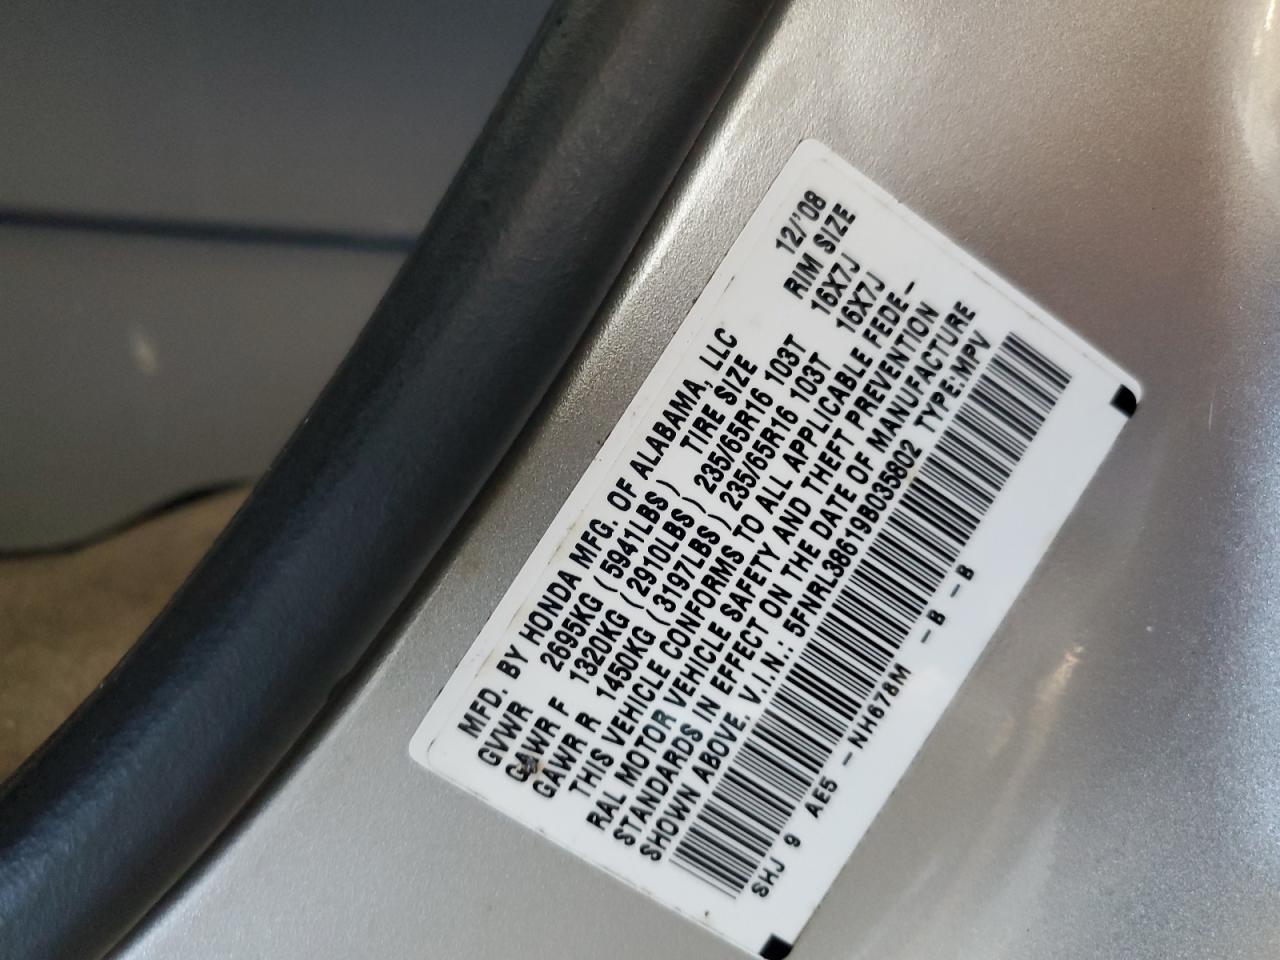 MFD. BY HONDA MFG. OF ALABAMA, LLC 12/'08
GVWR 2695KG (5941LBS) TIRE SIZE RIM SIZE
GAWR F 1320KG (2910LBS) 235/65R16 103T 16X7J
GAWR R 1450KG (3197LBS) 235/65R16 103T 16X7J
THIS VEHICLE CONFORMS TO ALL APPLICABLE FEDE-
RAL MOTOR VEHICLE SAFETY AND THEFT PREVENTION
STANDARDS IN EFFECT ON THE DATE OF MANUFACTURE
SHOWN ABOVE. V.I.N.: 5FNRL38619B035802 TYPE:MPV
SHJ 9 AE5 -NH678M -B -B